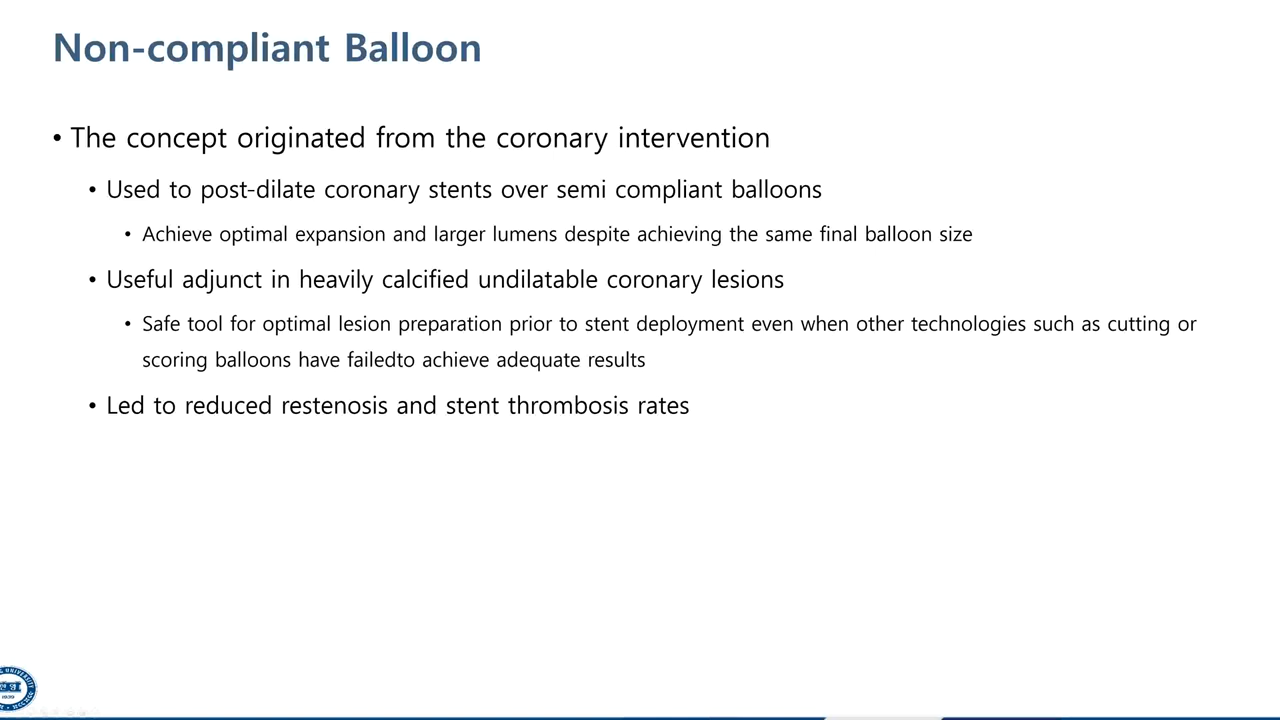 Non-compliant Balloon
• The concept originated from the coronary intervention
• Used to post-dilate coronary stents over semi compliant balloons
• Achieve optimal expansion and larger lumens despite achieving the same final balloon size
• Useful adjunct in heavily calcified undilatable coronary lesions
• Safe tool for optimal lesion preparation prior to stent deployment even when other technologies such as cutting or
scoring balloons have failedto achieve adequate results
• Led to reduced restenosis and stent thrombosis rates
UNIVERSITY
1939